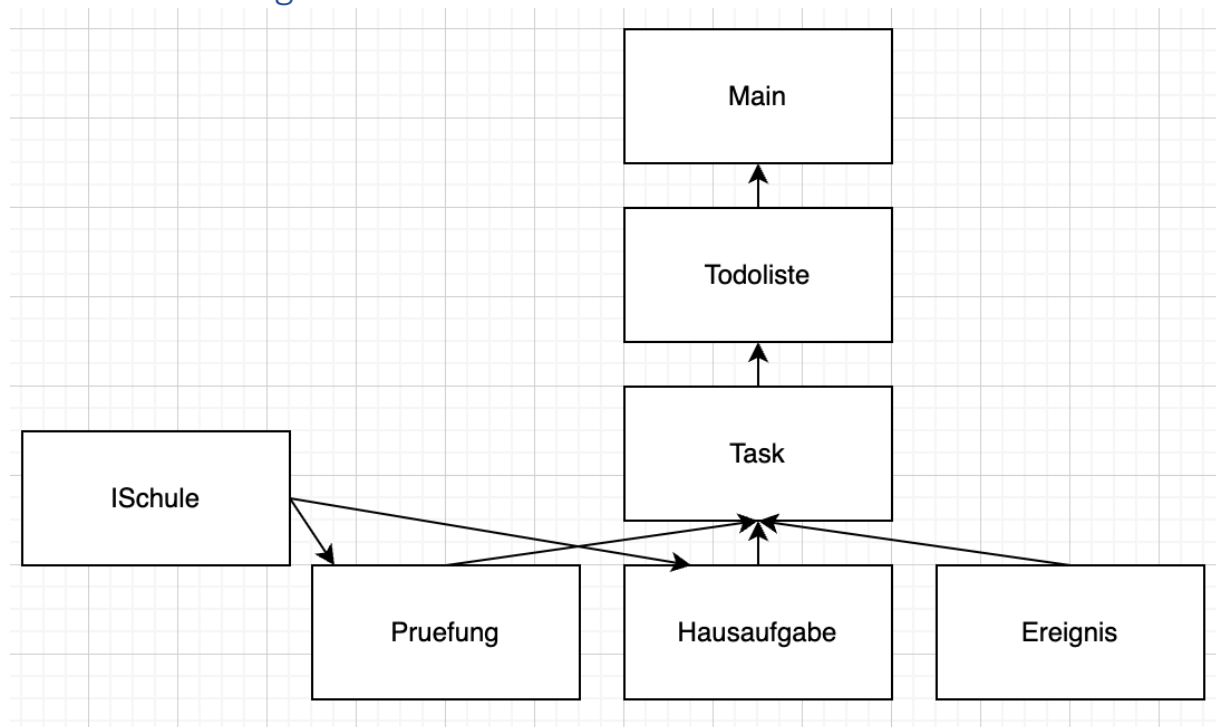 Main
Todoliste
Task
ISchule
Pruefung
Hausaufgabe
Ereignis